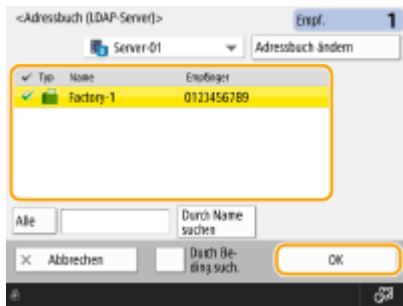 <Adressbuch (LDAP-Server)>
Empf. 1
Server-01
Adressbuch ändern
Typ Name Empfänger
Factory-1 0123456789
Alle
Durch Name
suchen
Abbrechen
Durch Be-
ding.such.
OK